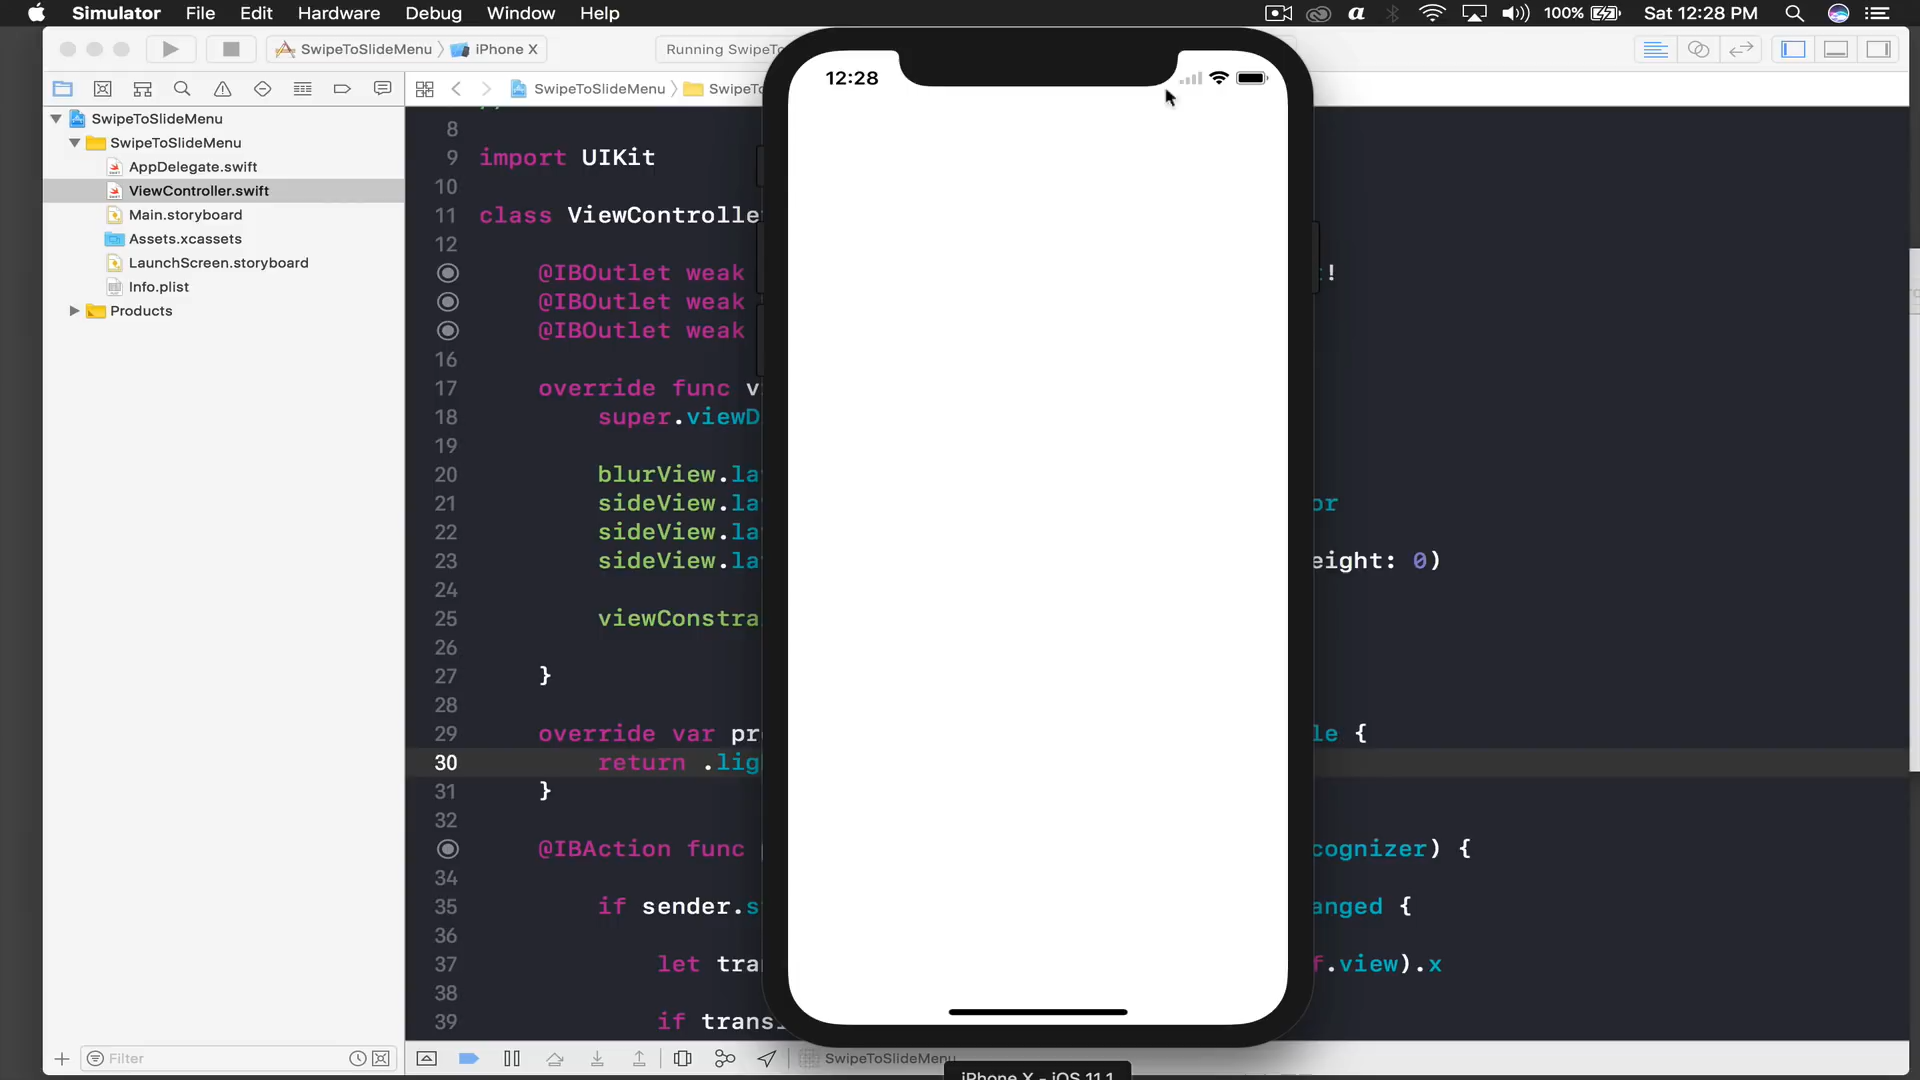 Simulator File Edit Hardware Debug Window Help 100% Sat 12:28 PM
SwipeToSlideMenu iPhone X Running SwipeTo
SwipeToSlideMenu SwipeTo
SwipeToSlideMenu
SwipeToSlideMenu
AppDelegate.swift
ViewController.swift
Main.storyboard
Assets.xcassets
LaunchScreen.storyboard
Info.plist
Products
Filter
12:28
8
9 import UIKit
10
11 class ViewControlle
12
@IBOutlet weak !
@IBOutlet weak
@IBOutlet weak
16
17 override func v
18 super.viewD
19
20 blurView.la
21 sideView.la or
22 sideView.la
23 sideView.la eight: 0)
24
25 viewConstra
26
27 }
28
29 override var pr le {
30 return .lig
31 }
32
@IBAction func cognizer) {
34
35 if sender.s anged {
36
37 let tra f.view).x
38
39 if trans
SwipeToSlideMenu
iPhone X - iOS 11.1